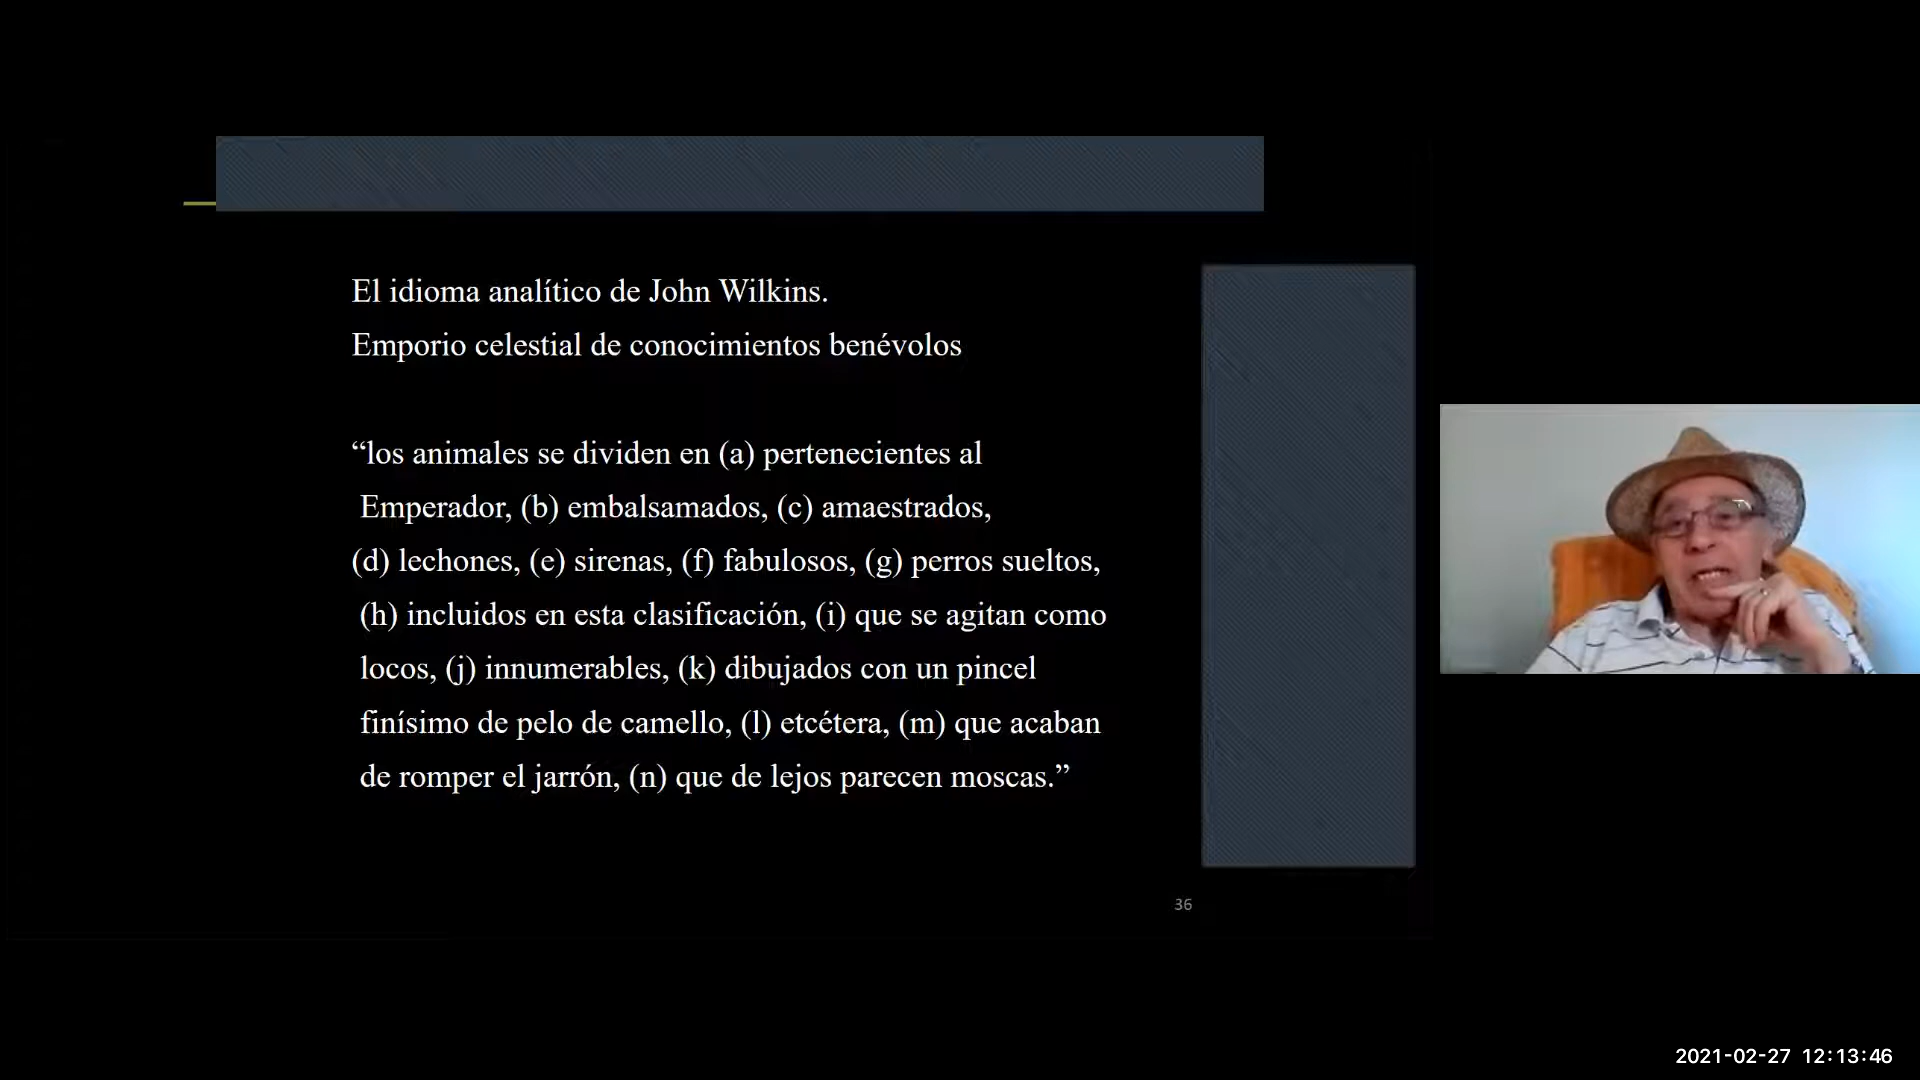 El idioma analítico de John Wilkins.
Emporio celestial de conocimientos benévolos
“los animales se dividen en (a) pertenecientes al
Emperador, (b) embalsamados, (c) amaestrados,
(d) lechones, (e) sirenas, (f) fabulosos, (g) perros sueltos,
(h) incluidos en esta clasificación, (i) que se agitan como
locos, (j) innumerables, (k) dibujados con un pincel
finísimo de pelo de camello, (l) etcétera, (m) que acaban
de romper el jarrón, (n) que de lejos parecen moscas.”
36
2021-02-27 12:13:46